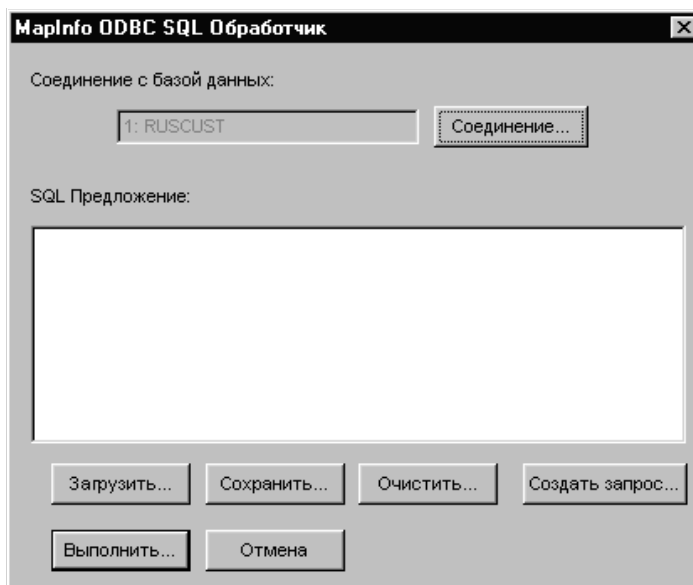 MapInfo ODBC SQL Обработчик
Соединение с базой данных:
1: RUSCUST
Соединение...
SQL Предложение:
Загрузить...
Сохранить...
Очистить...
Создать запрос...
Выполнить...
Отмена